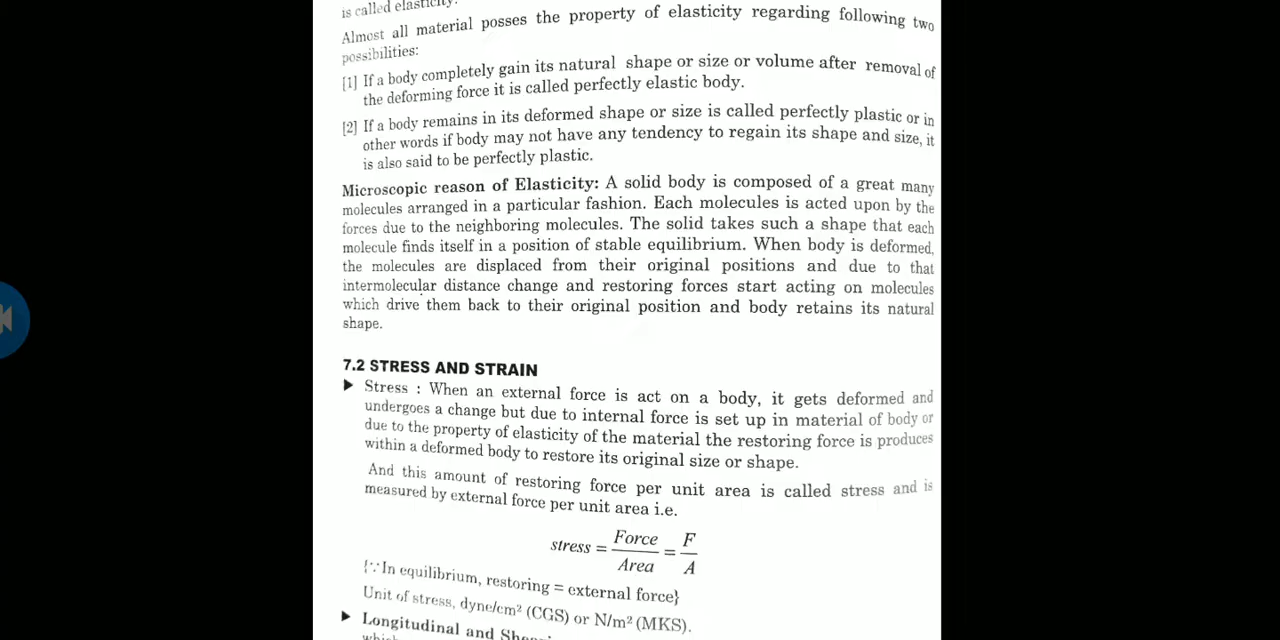 is called elasticity.
Almost all material posses the property of elasticity regarding following two
possibilities:
[1] If a body completely gain its natural shape or size or volume after removal of
the deforming force it is called perfectly elastic body.
[2] If a body remains in its deformed shape or size is called perfectly plastic or in
other words if body may not have any tendency to regain its shape and size, it
is also said to be perfectly plastic.
Microscopic reason of Elasticity: A solid body is composed of a great many
molecules arranged in a particular fashion. Each molecules is acted upon by the
forces due to the neighboring molecules. The solid takes such a shape that each
molecule finds itself in a position of stable equilibrium. When body is deformed,
the molecules are displaced from their original positions and due to that
intermolecular distance change and restoring forces start acting on molecules
which drive them back to their original position and body retains its natural
shape.
7.2 STRESS AND STRAIN
▶ Stress : When an external force is act on a body, it gets deformed and
undergoes a change but due to internal force is set up in material of body or
due to the property of elasticity of the material the restoring force is produces
within a deformed body to restore its original size or shape.
And this amount of restoring force per unit area is called stress and is
measured by external force per unit area i.e.
stress = Force / Area = F / A
{∵ In equilibrium, restoring = external force}
Unit of stress, dyne/cm² (CGS) or N/m² (MKS).
▶ Longitudinal and